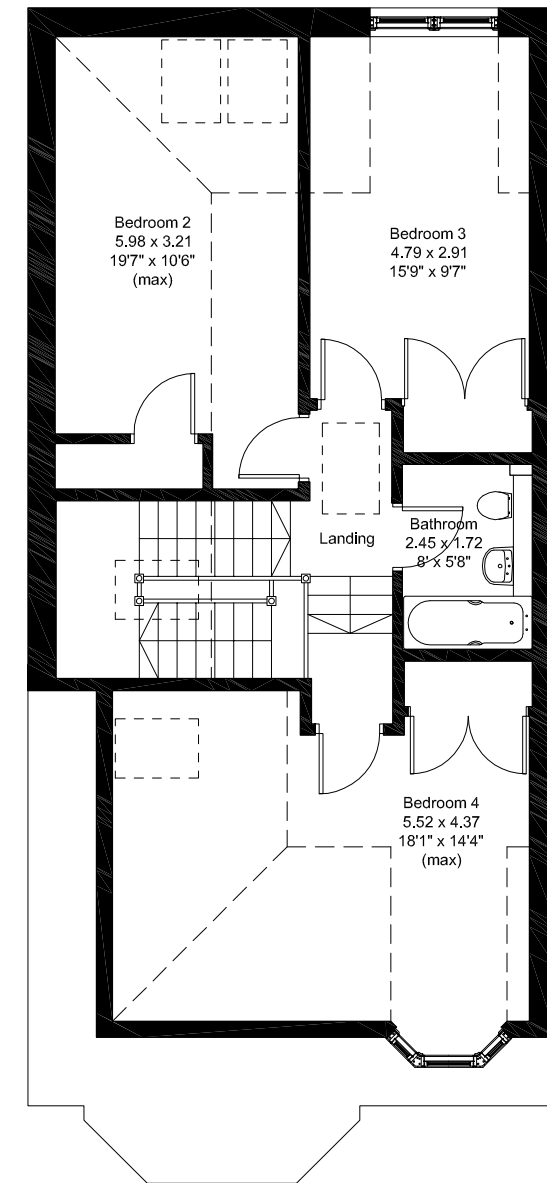 Bedroom 2
5.98 x 3.21
19'7" x 10'6"
(max)
Bedroom 3
4.79 x 2.91
15'9" x 9'7"
Landing
Bathroom
2.45 x 1.72
8' x 5'8"
Bedroom 4
5.52 x 4.37
18'1" x 14'4"
(max)